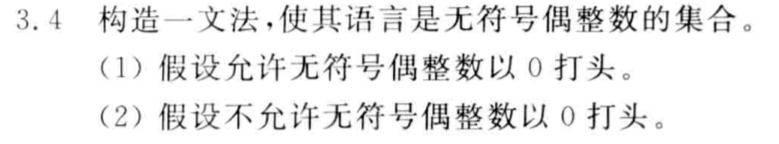 3.4 构造一文法,使其语言是无符号偶整数的集合。
(1) 假设允许无符号偶整数以 0 打头。
(2) 假设不允许无符号偶整数以 0 打头。